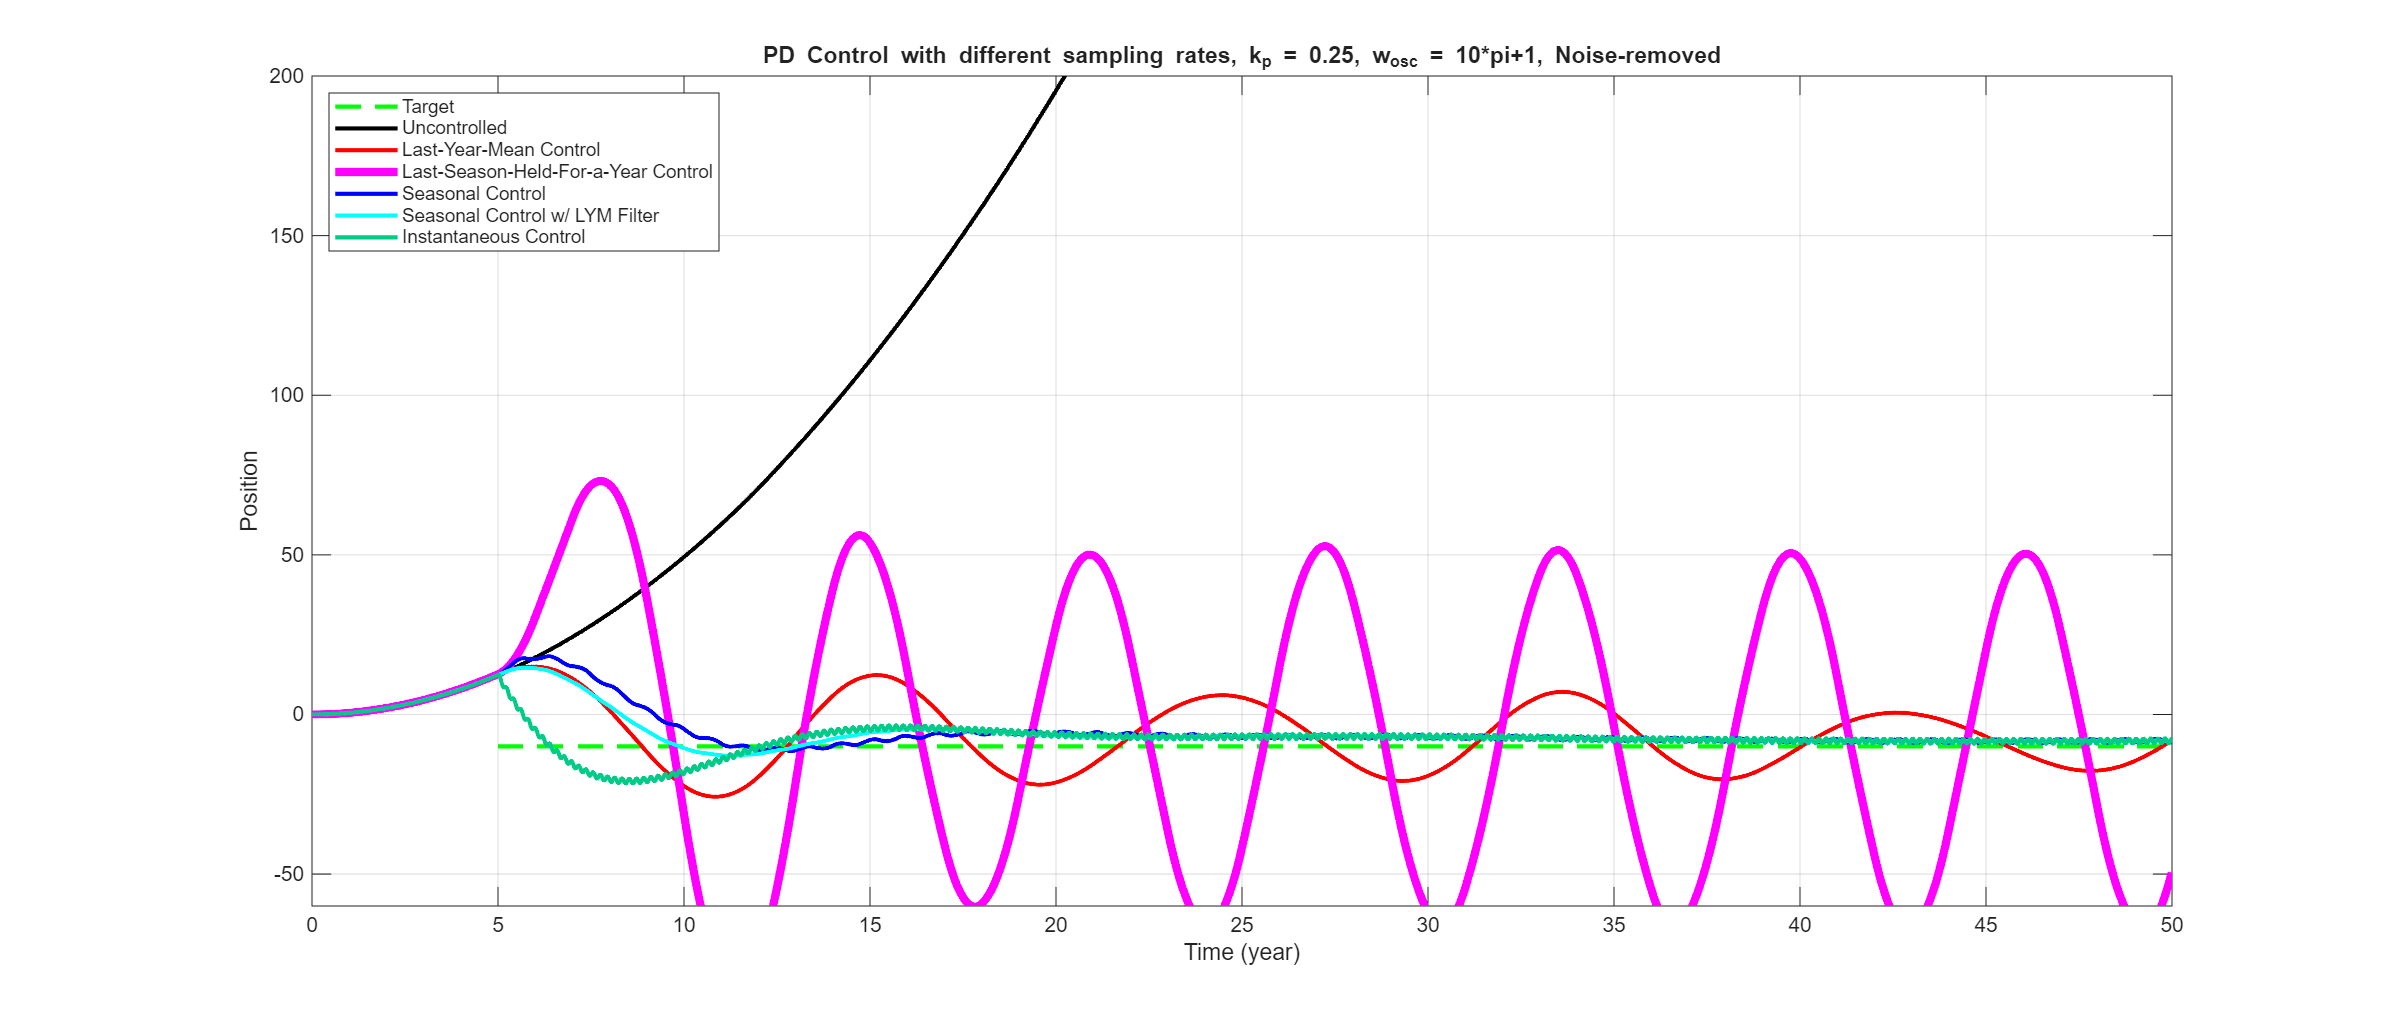 PD Control with different sampling rates, kp = 0.25, wosc = 10*pi+1, Noise-removed
Target
Uncontrolled
Last-Year-Mean Control
Last-Season-Held-For-a-Year Control
Seasonal Control
Seasonal Control w/ LYM Filter
Instantaneous Control
200
150
100
50
0
-50
Position
0 5 10 15 20 25 30 35 40 45 50
Time (year)